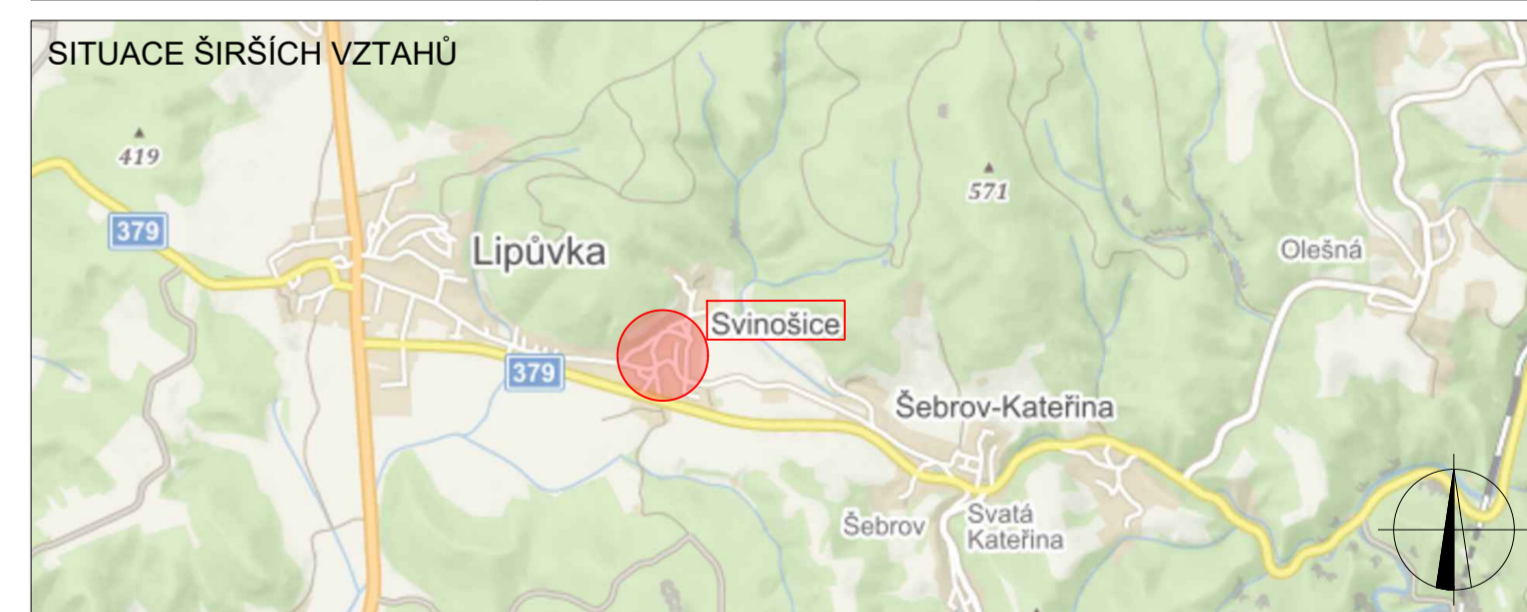 SITUACE ŠIRŠÍCH VZTAHŮ
419
571
379
Lipůvka
Olešná
Svinošice
379
Šebrov-Kateřina
Šebrov
Svatá
Kateřina